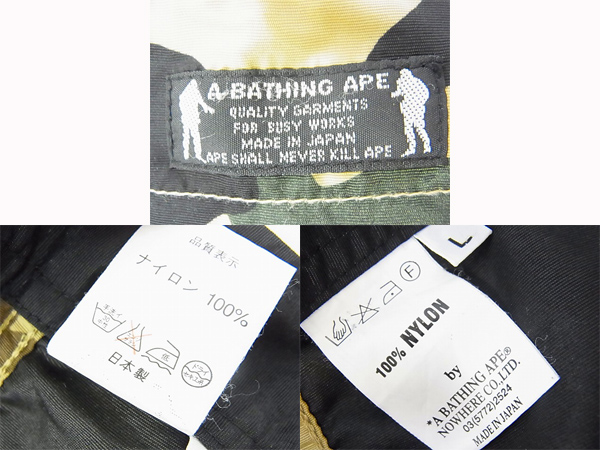 A BATHING APE
QUALITY GARMENTS
FOR BUSY WORKS
MADE IN JAPAN
APE SHALL NEVER KILL APE
品質表示
ナイロン 100%
低
日本製
L
F
100% NYLON
by
*A BATHING APE®
NOWHERE CO.,LTD.
03(5772)2524
MADE IN JAPAN